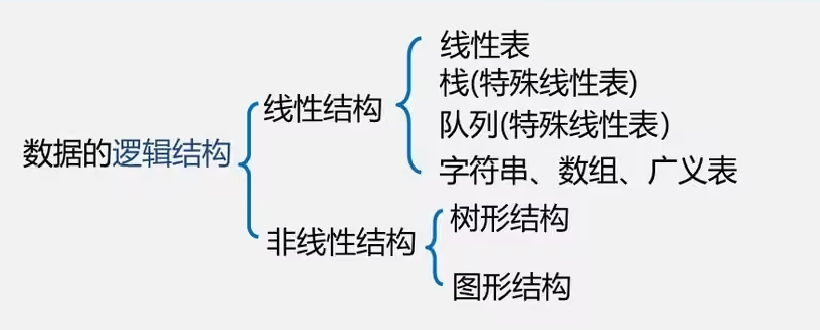 数据的逻辑结构
线性结构
线性表
栈(特殊线性表)
队列(特殊线性表）
字符串、数组、广义表
非线性结构
树形结构
图形结构